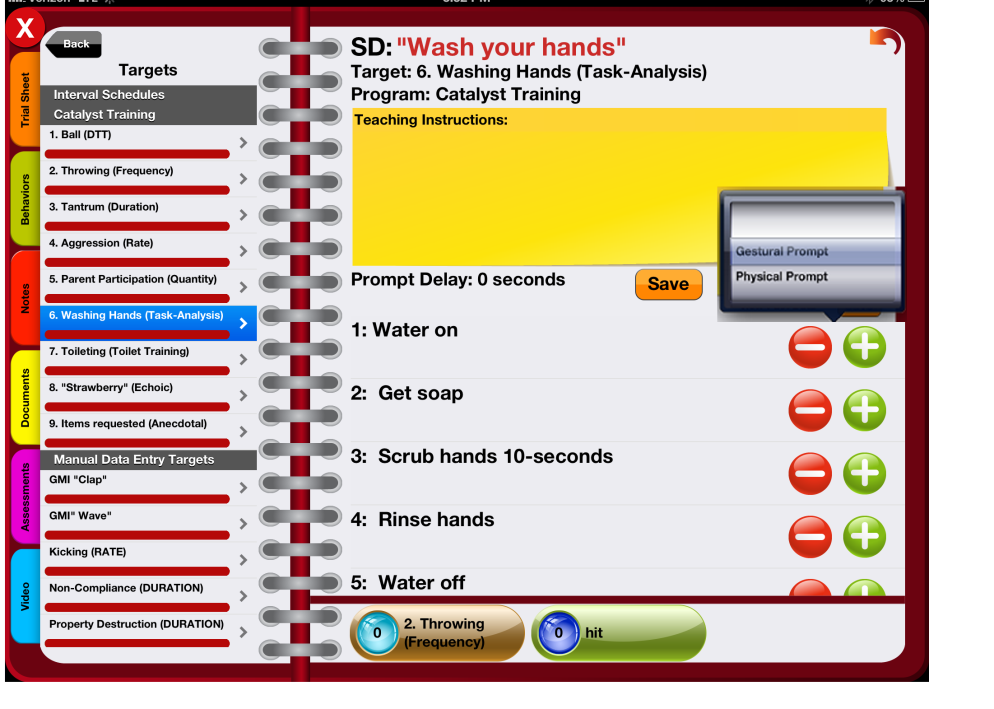 X
Back
Targets
Interval Schedules
Catalyst Training
1. Ball (DTT)
2. Throwing (Frequency)
3. Tantrum (Duration)
4. Aggression (Rate)
5. Parent Participation (Quantity)
6. Washing Hands (Task-Analysis)
7. Toileting (Toilet Training)
8. "Strawberry" (Echoic)
9. Items requested (Anecdotal)
Manual Data Entry Targets
GMI "Clap"
GMI" Wave"
Kicking (RATE)
Non-Compliance (DURATION)
Property Destruction (DURATION)
Trial Sheet
Behaviors
Notes
Documents
Assessments
Video
SD: "Wash your hands"
Target: 6. Washing Hands (Task-Analysis)
Program: Catalyst Training
Teaching Instructions:
Gestural Prompt
Physical Prompt
Prompt Delay: 0 seconds
Save
1: Water on
2: Get soap
3: Scrub hands 10-seconds
4: Rinse hands
5: Water off
0
2. Throwing
(Frequency)
0
hit